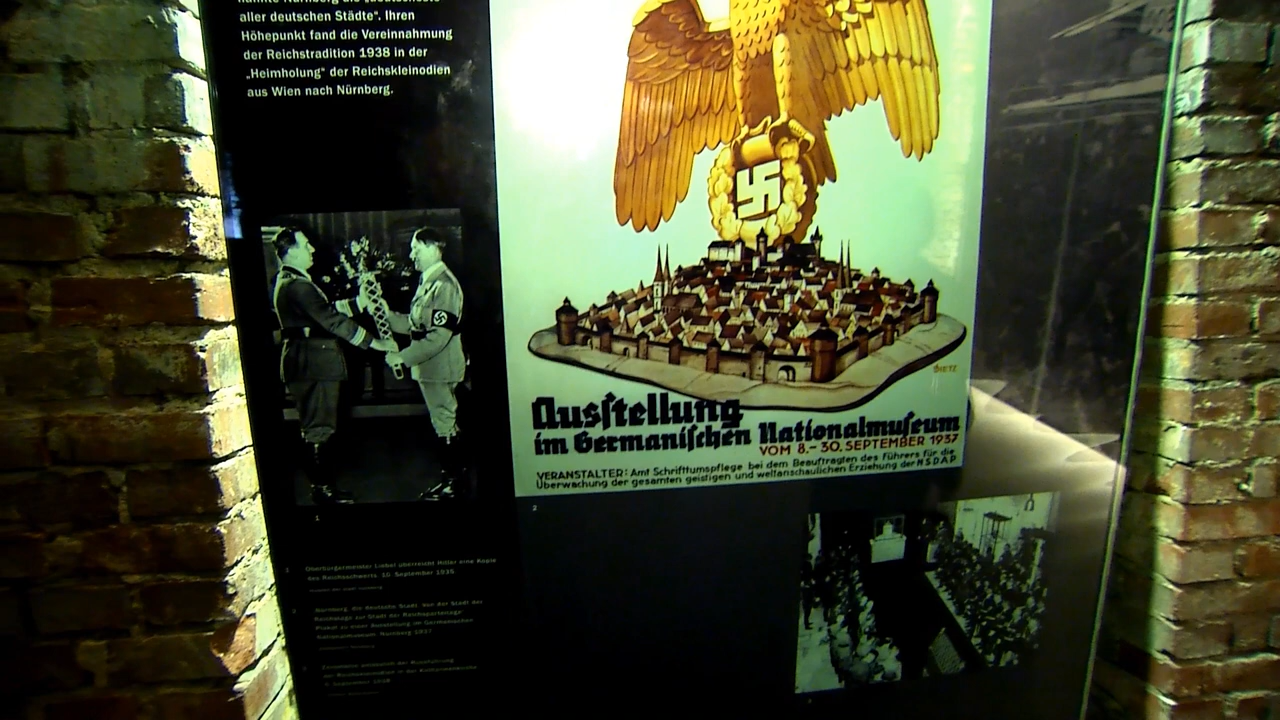 nannte Nürnberg die „deutscheste
aller deutschen Städte“. Ihren
Höhepunkt fand die Vereinnahmung
der Reichstradition 1938 in der
„Heimholung“ der Reichskleinodien
aus Wien nach Nürnberg.
DIETZ
Ausſtellung
im Germaniſchen Nationalmuſeum
VOM 8.- 30. SEPTEMBER 1937
VERANSTALTER: Amt Schrifttumspflege bei dem Beauftragten des Führers für die
Überwachung der gesamten geistigen und weltanschaulichen Erziehung der NSDAP
1
2
1 Oberbürgermeister Liebel überreicht Hitler eine Kopie
des Reichsschwerts, 10. September 1935.
2 Nürnberg, die deutsche Stadt. Von der Stadt der
Reichstage zur Stadt der Reichsparteitage
Plakat zu einer Ausstellung im Germanischen
Nationalmuseum Nürnberg 1937
3